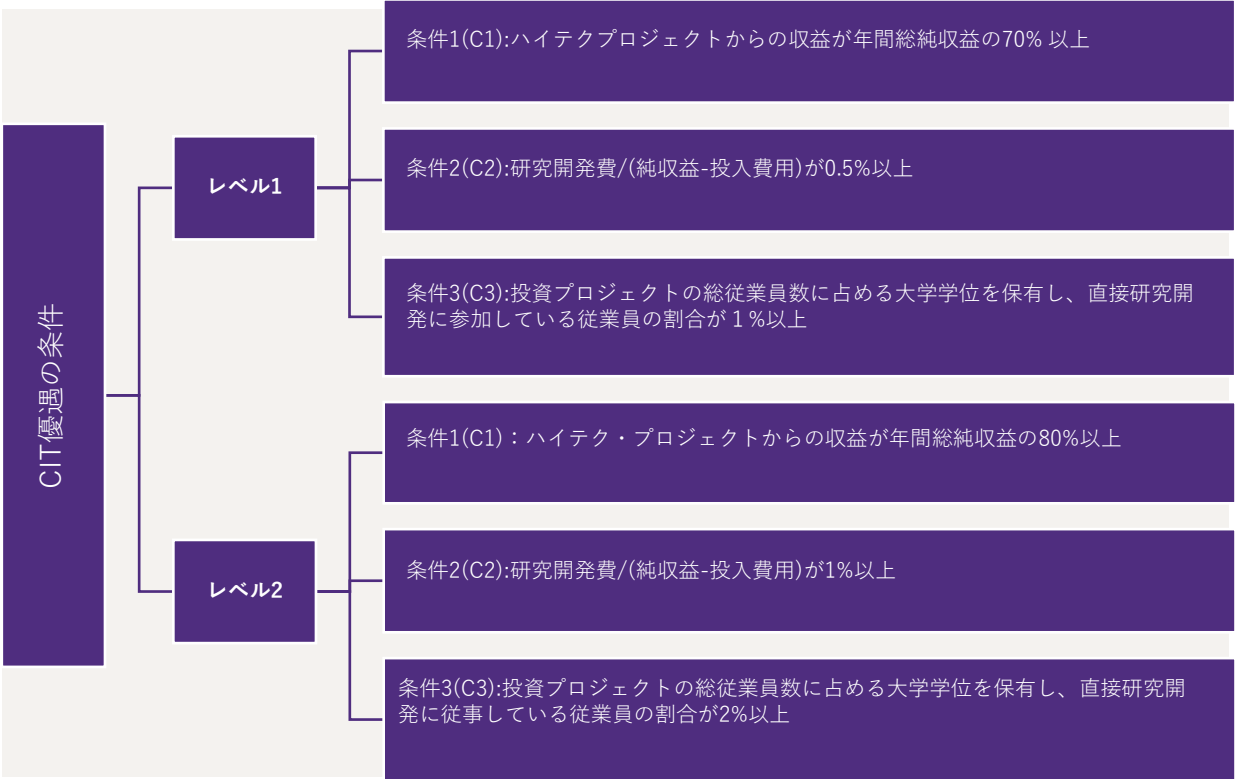 CIT優遇の条件
レベル1
条件1(C1):ハイテクプロジェクトからの収益が年間総純収益の70% 以上
条件2(C2):研究開発費/(純収益-投入費用)が0.5%以上
条件3(C3):投資プロジェクトの総従業員数に占める大学学位を保有し、直接研究開
発に参加している従業員の割合が１%以上
レベル2
条件1(C1)：ハイテク・プロジェクトからの収益が年間総純収益の80%以上
条件2(C2):研究開発費/(純収益-投入費用)が1%以上
条件3(C3):投資プロジェクトの総従業員数に占める大学学位を保有し、直接研究開
発に従事している従業員の割合が2%以上